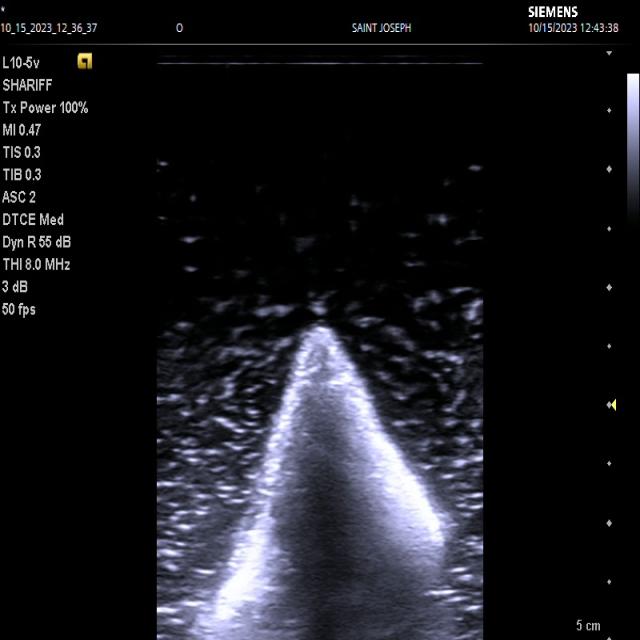 SIEMENS
10_15_2023_12_36_37 O SAINT JOSEPH 10/15/2023 12:43:38
L10-5v
SHARIFF
Tx Power 100%
MI 0.47
TIS 0.3
TIB 0.3
ASC 2
DTCE Med
Dyn R 55 dB
THI 8.0 MHz
3 dB
50 fps
5 cm